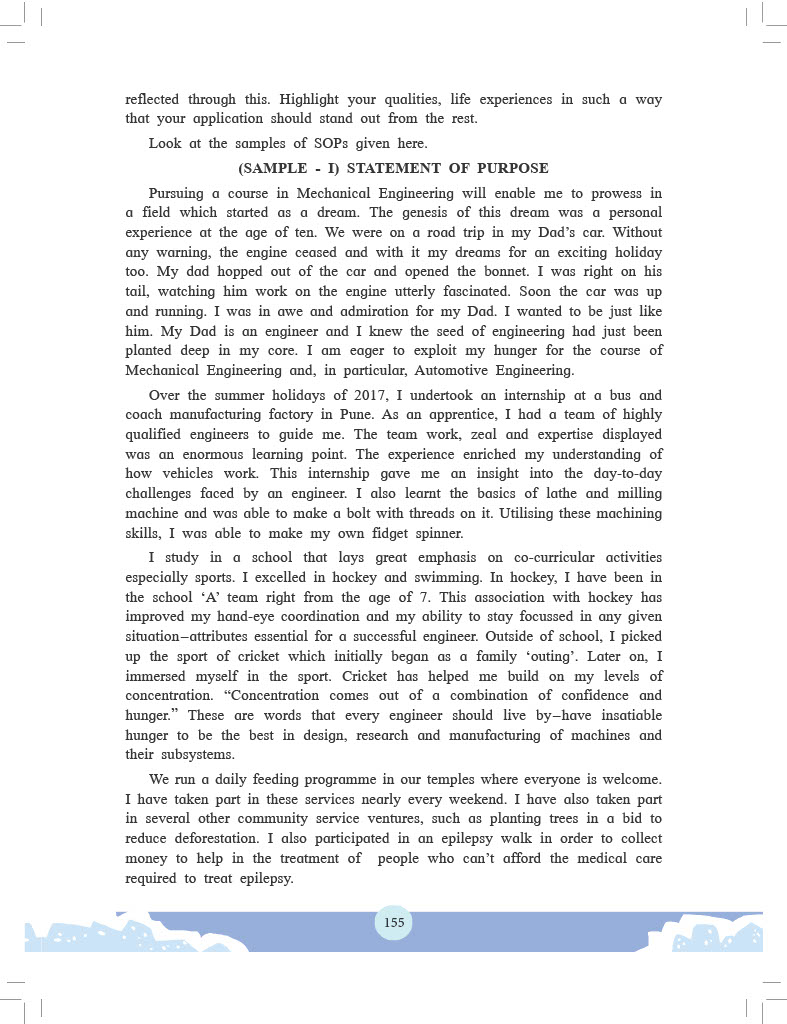 reflected through this. Highlight your qualities, life experiences in such a way
that your application should stand out from the rest.
Look at the samples of SOPs given here.
(SAMPLE - I) STATEMENT OF PURPOSE
Pursuing a course in Mechanical Engineering will enable me to prowess in
a field which started as a dream. The genesis of this dream was a personal
experience at the age of ten. We were on a road trip in my Dad’s car. Without
any warning, the engine ceased and with it my dreams for an exciting holiday
too. My dad hopped out of the car and opened the bonnet. I was right on his
tail, watching him work on the engine utterly fascinated. Soon the car was up
and running. I was in awe and admiration for my Dad. I wanted to be just like
him. My Dad is an engineer and I knew the seed of engineering had just been
planted deep in my core. I am eager to exploit my hunger for the course of
Mechanical Engineering and, in particular, Automotive Engineering.
Over the summer holidays of 2017, I undertook an internship at a bus and
coach manufacturing factory in Pune. As an apprentice, I had a team of highly
qualified engineers to guide me. The team work, zeal and expertise displayed
was an enormous learning point. The experience enriched my understanding of
how vehicles work. This internship gave me an insight into the day-to-day
challenges faced by an engineer. I also learnt the basics of lathe and milling
machine and was able to make a bolt with threads on it. Utilising these machining
skills, I was able to make my own fidget spinner.
I study in a school that lays great emphasis on co-curricular activities
especially sports. I excelled in hockey and swimming. In hockey, I have been in
the school ‘A’ team right from the age of 7. This association with hockey has
improved my hand-eye coordination and my ability to stay focussed in any given
situation–attributes essential for a successful engineer. Outside of school, I picked
up the sport of cricket which initially began as a family ‘outing’. Later on, I
immersed myself in the sport. Cricket has helped me build on my levels of
concentration. “Concentration comes out of a combination of confidence and
hunger.” These are words that every engineer should live by–have insatiable
hunger to be the best in design, research and manufacturing of machines and
their subsystems.
We run a daily feeding programme in our temples where everyone is welcome.
I have taken part in these services nearly every weekend. I have also taken part
in several other community service ventures, such as planting trees in a bid to
reduce deforestation. I also participated in an epilepsy walk in order to collect
money to help in the treatment of people who can’t afford the medical care
required to treat epilepsy.
155